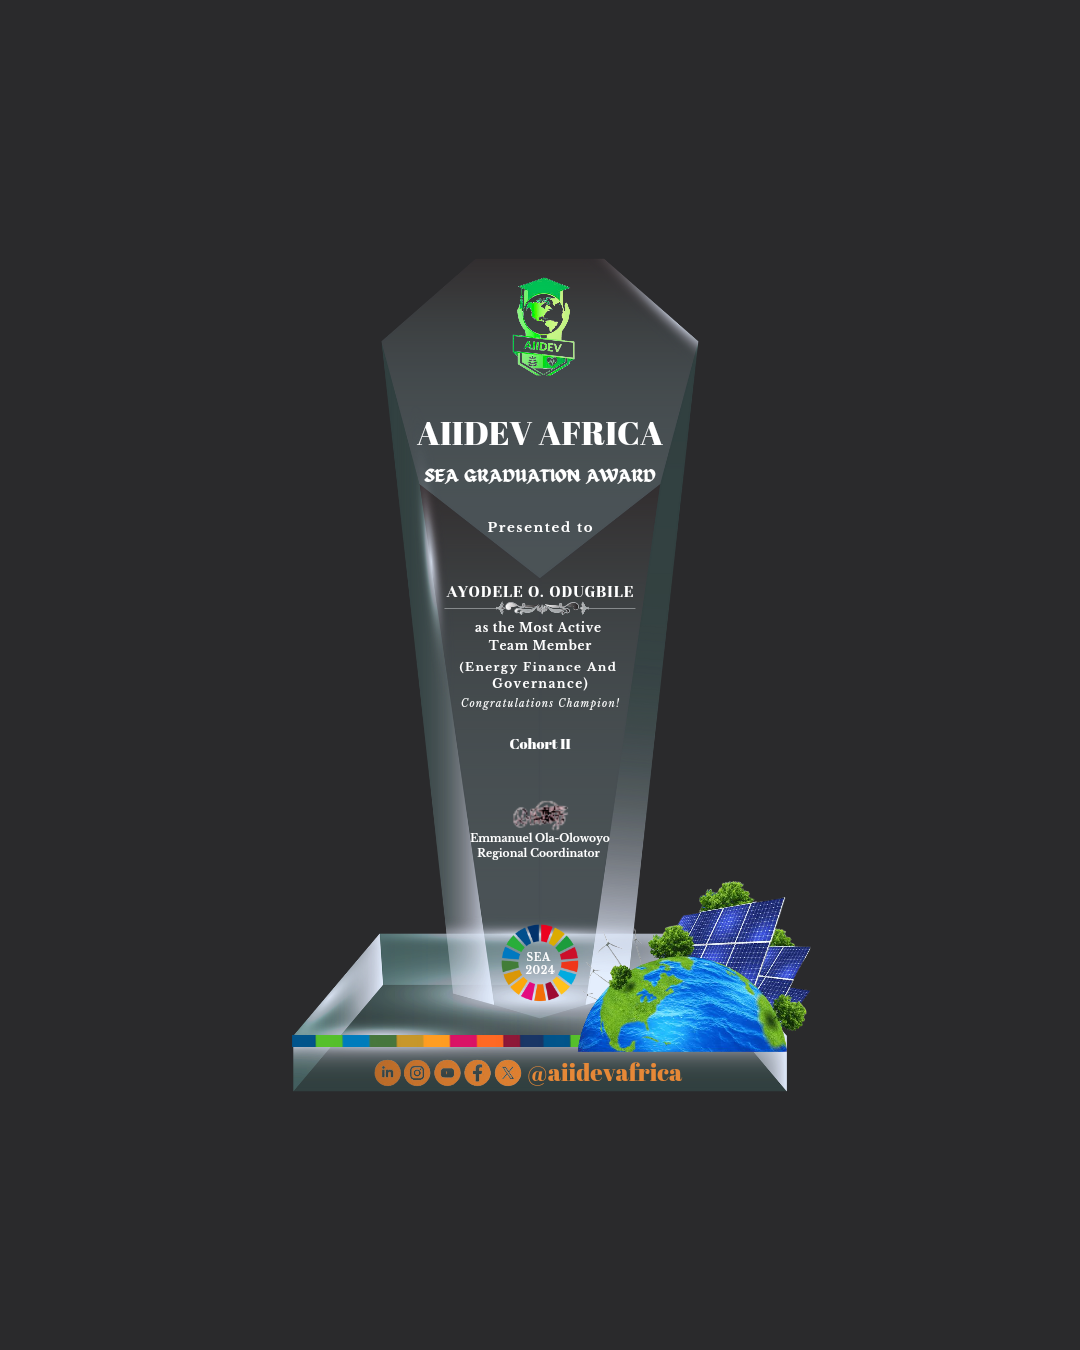 AIIDEV
AIIDEV AFRICA
SEA GRADUATION AWARD
Presented to
AYODELE O. ODUGBILE
as the Most Active
Team Member
(Energy Finance And
Governance)
Congratulations Champion!
Cohort II
Emmanuel Ola-Olowoyo
Regional Coordinator
SEA
2024
@aiidevafrica